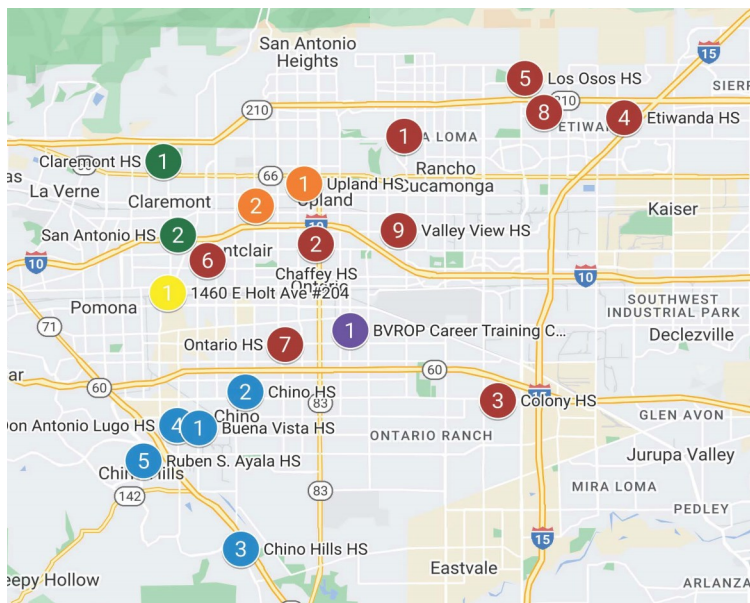 San Antonio
Heights
15
5
Los Osos HS
SIERR
210
210
8
4
Etiwanda HS
ETIWAN
1
A LOMA
Claremont HS
1
66
Rancho
Cucamonga
as
La Verne
Claremont
1
Upland HS
Upland
2
Kaiser
San Antonio HS
2
10
9
Valley View HS
10
6
ntclair
2
10
Chaffey HS
Ontario
1
1460 E Holt Ave #204
Pomona
SOUTHWEST
INDUSTRIAL PARK
71
1
BVROP Career Training C...
Declezville
Ontario HS
7
ar
60
60
2
Chino HS
83
3
Colony HS
15
GLEN AVON
Chino
on Antonio Lugo HS
4
1
Buena Vista HS
ONTARIO RANCH
Jurupa Valley
5
Ruben S. Ayala HS
Chino Hills
142
83
MIRA LOMA
PEDLEY
3
Chino Hills HS
15
Eastvale
eepy Hollow
ARLANZA